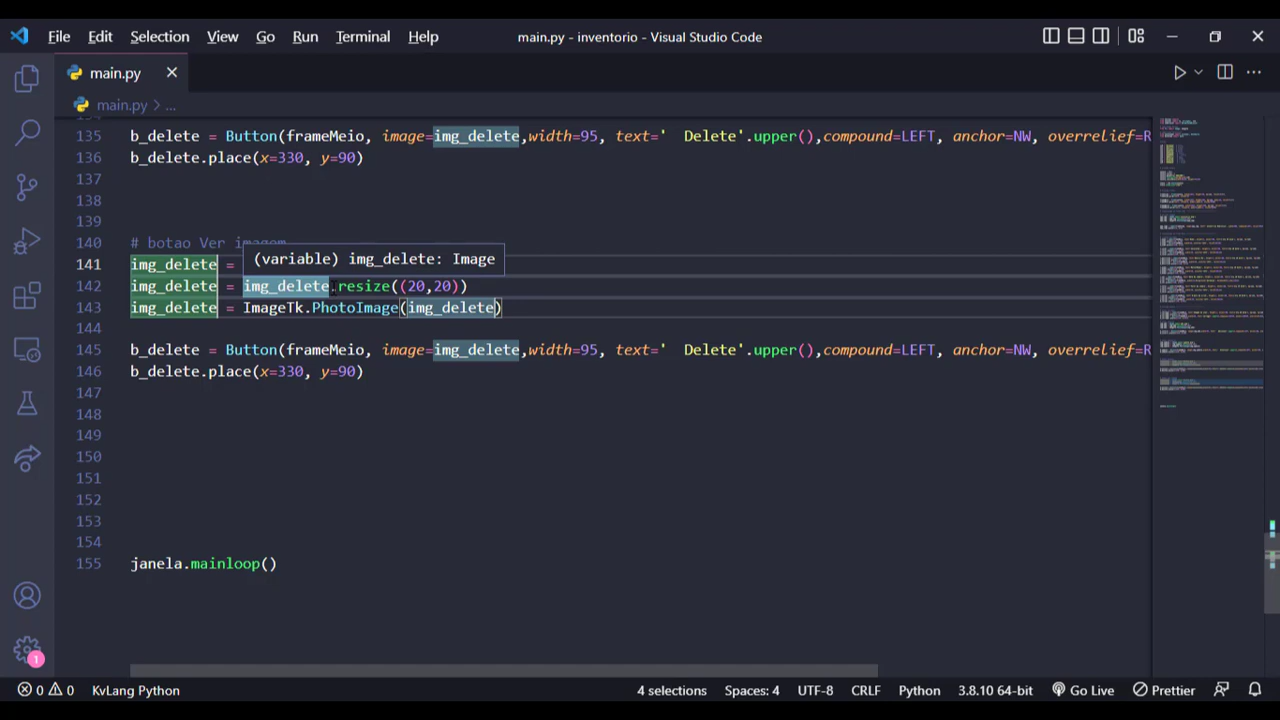 File Edit Selection View Go Run Terminal Help main.py - inventorio - Visual Studio Code
main.py
main.py > ...
135 b_delete = Button(frameMeio, image=img_delete,width=95, text='   Delete'.upper(),compound=LEFT, anchor=NW, overrelief=R
136 b_delete.place(x=330, y=90)
137
138
139
140 # botao Ver imagem
(variable) img_delete: Image
141 img_delete =
142 img_delete = img_delete.resize((20,20))
143 img_delete = ImageTk.PhotoImage(img_delete)
144
145 b_delete = Button(frameMeio, image=img_delete,width=95, text='   Delete'.upper(),compound=LEFT, anchor=NW, overrelief=R
146 b_delete.place(x=330, y=90)
147
148
149
150
151
152
153
154
155 janela.mainloop()
1
0 0 KvLang Python 4 selections Spaces: 4 UTF-8 CRLF Python 3.8.10 64-bit Go Live Prettier